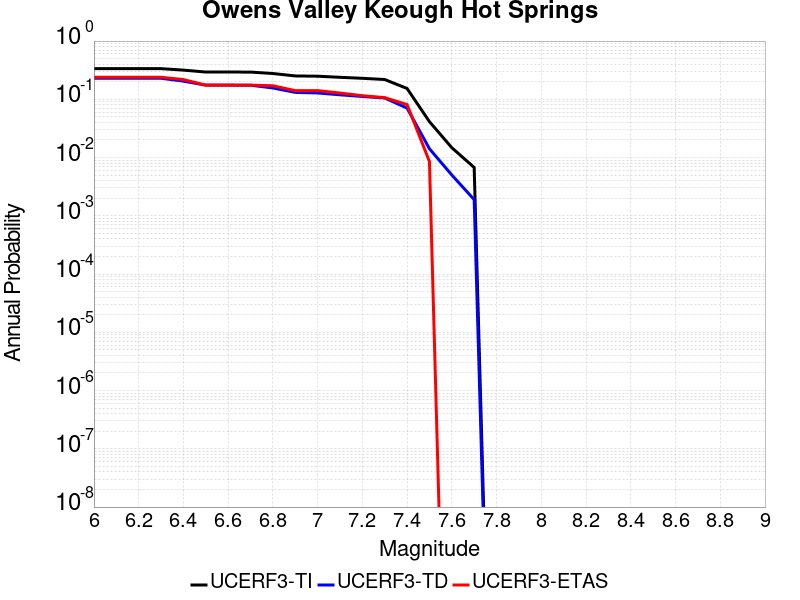 Owens Valley Keough Hot Springs
10^0
10^-1
10^-2
10^-3
10^-4
10^-5
10^-6
10^-7
10^-8
Annual Probability
6 6.2 6.4 6.6 6.8 7 7.2 7.4 7.6 7.8 8 8.2 8.4 8.6 8.8 9
Magnitude
UCERF3-TI UCERF3-TD UCERF3-ETAS